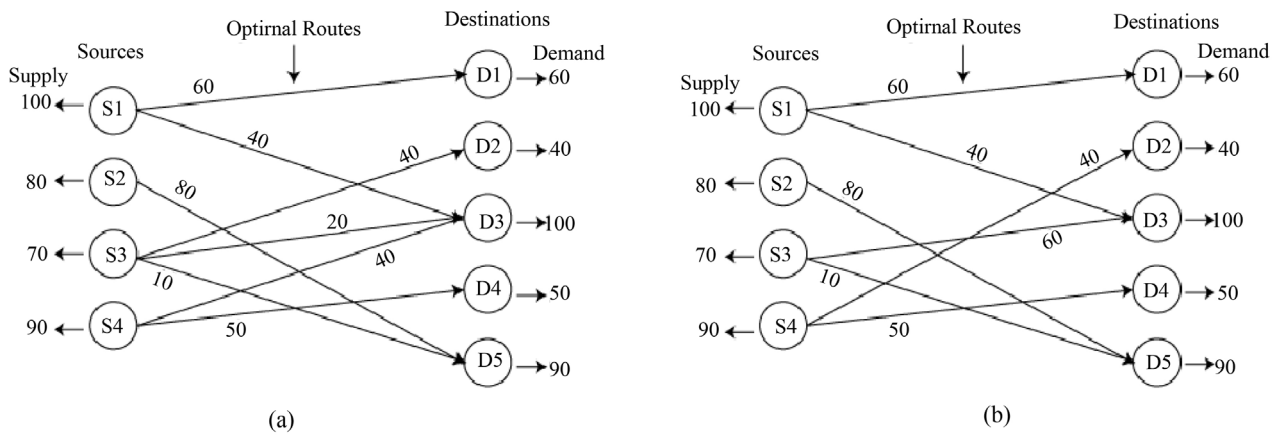 Optirnal Routes
Destinations
Sources
Demand
Supply
100
S1
60
D1
60
40
D2
40
40
80
S2
80
D3
100
20
70
S3
40
10
D4
50
90
S4
50
D5
90
(a)
Optirnal Routes
Destinations
Sources
Demand
Supply
100
S1
60
D1
60
40
D2
40
40
80
S2
80
D3
100
70
S3
60
10
D4
50
90
S4
50
D5
90
(b)